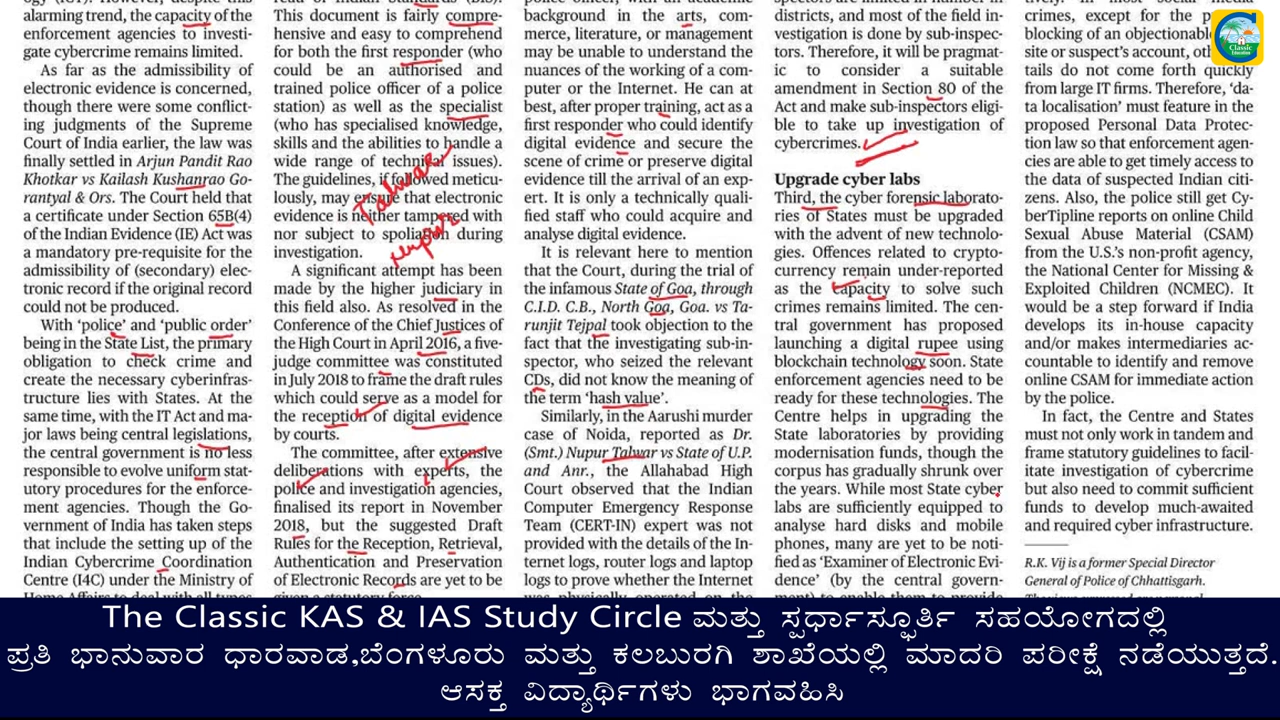 ogy (ICT). However, despite this
alarming trend, the capacity of the
enforcement agencies to investi-
gate cybercrime remains limited.
As far as the admissibility of
electronic evidence is concerned,
though there were some conflict-
ing judgments of the Supreme
Court of India earlier, the law was
finally settled in Arjun Pandit Rao
Khotkar vs Kailash Kushanrao Go-
rantyal & Ors. The Court held that
a certificate under Section 65B(4)
of the Indian Evidence (IE) Act was
a mandatory pre-requisite for the
admissibility of (secondary) elec-
tronic record if the original record
could not be produced.
With ‘police’ and ‘public order’
being in the State List, the primary
obligation to check crime and
create the necessary cyberinfras-
tructure lies with States. At the
same time, with the IT Act and ma-
jor laws being central legislations,
the central government is no less
responsible to evolve uniform stat-
utory procedures for the enforce-
ment agencies. Though the Go-
vernment of India has taken steps
that include the setting up of the
Indian Cybercrime Coordination
Centre (I4C) under the Ministry of
Home Affairs to deal with all types
Standards (BIS).
This document is fairly compre-
hensive and easy to comprehend
for both the first responder (who
could be an authorised and
trained police officer of a police
station) as well as the specialist
(who has specialised knowledge,
skills and the abilities to handle a
wide range of technical issues).
The guidelines, if followed meticu-
lously, may ensure that electronic
evidence is neither tampered with
nor subject to spoliation during
investigation.
Talwar
nupur
A significant attempt has been
made by the higher judiciary in
this field also. As resolved in the
Conference of the Chief Justices of
the High Court in April 2016, a five-
judge committee was constituted
in July 2018 to frame the draft rules
which could serve as a model for
the reception of digital evidence
by courts.
The committee, after extensive
deliberations with experts, the
police and investigation agencies,
finalised its report in November
2018, but the suggested Draft
Rules for the Reception, Retrieval,
Authentication and Preservation
of Electronic Records are yet to be
given a statutory force.
police officer, with an academic
background in the arts, com-
merce, literature, or management
will be unable to understand the
nuances of the working of a com-
puter or the Internet. He can at
best, after proper training, act as a
first responder who could identify
digital evidence and secure the
scene of crime or preserve digital
evidence till the arrival of an exp-
ert. It is only a technically quali-
fied staff who could acquire and
analyse digital evidence.
It is relevant here to mention
that the Court, during the trial of
the infamous State of Goa, through
C.I.D. C.B., North Goa, Goa. vs Ta-
runjit Tejpal took objection to the
fact that the investigating sub-in-
spector, who seized the relevant
CDs, did not know the meaning of
the term ‘hash value’.
Similarly, in the Aarushi murder
case of Noida, reported as Dr.
(Smt.) Nupur Talwar vs State of U.P.
and Anr., the Allahabad High
Court observed that the Indian
Computer Emergency Response
Team (CERT-IN) expert was not
provided with the details of the In-
ternet logs, router logs and laptop
logs to prove whether the Internet
was physically operated on the
spectors are limited in number in
districts, and most of the field in-
vestigation is done by sub-inspec-
tors. Therefore, it will be pragmat-
ic to consider a suitable
amendment in Section 80 of the
Act and make sub-inspectors eligi-
ble to take up investigation of
cybercrimes.
Upgrade cyber labs
Third, the cyber forensic laborato-
ries of States must be upgraded
with the advent of new technolo-
gies. Offences related to crypto-
currency remain under-reported
as the capacity to solve such
crimes remains limited. The cen-
tral government has proposed
launching a digital rupee using
blockchain technology soon. State
enforcement agencies need to be
ready for these technologies. The
Centre helps in upgrading the
State laboratories by providing
modernisation funds, though the
corpus has gradually shrunk over
the years. While most State cyber
labs are sufficiently equipped to
analyse hard disks and mobile
phones, many are yet to be noti-
fied as ‘Examiner of Electronic Evi-
dence’ (by the central govern-
ment) to enable them to provide
tively. In most social media
crimes, except for the
blocking of an objectionable
site or suspect’s account,
tails do not come forth quickly
from large IT firms. Therefore, ‘da-
ta localisation’ must feature in the
proposed Personal Data Protec-
tion law so that enforcement agen-
cies are able to get timely access to
the data of suspected Indian citi-
zens. Also, the police still get Cy-
berTipline reports on online Child
Sexual Abuse Material (CSAM)
from the U.S.’s non-profit agency,
the National Center for Missing &
Exploited Children (NCMEC). It
would be a step forward if India
develops its in-house capacity
and/or makes intermediaries ac-
countable to identify and remove
online CSAM for immediate action
by the police.
In fact, the Centre and States
must not only work in tandem and
frame statutory guidelines to facil-
itate investigation of cybercrime
but also need to commit sufficient
funds to develop much-awaited
and required cyber infrastructure.
R.K. Vij is a former Special Director
General of Police of Chhattisgarh.
Classic
Education
The Classic KAS & IAS Study Circle ಮತ್ತು ಸ್ಪರ್ಧಾಸ್ಫೂರ್ತಿ ಸಹಯೋಗದಲ್ಲಿ
ಪ್ರತಿ ಭಾನುವಾರ ಧಾರವಾಡ,ಬೆಂಗಳೂರು ಮತ್ತು ಕಲಬುರಗಿ ಶಾಖೆಯಲ್ಲಿ ಮಾದರಿ ಪರೀಕ್ಷೆ ನಡೆಯುತ್ತದೆ.
ಆಸಕ್ತ ವಿದ್ಯಾರ್ಥಿಗಳು ಭಾಗವಹಿಸಿ